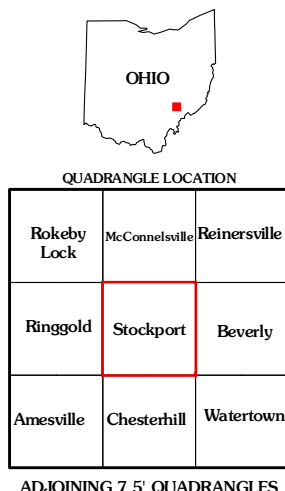 OHIO
QUADRANGLE LOCATION
Rokeby McConnelsville Reinersville
Lock
Ringgold Stockport Beverly
Amesville Chesterhill Watertown
ADJOINING 7.5' QUADRANGLES